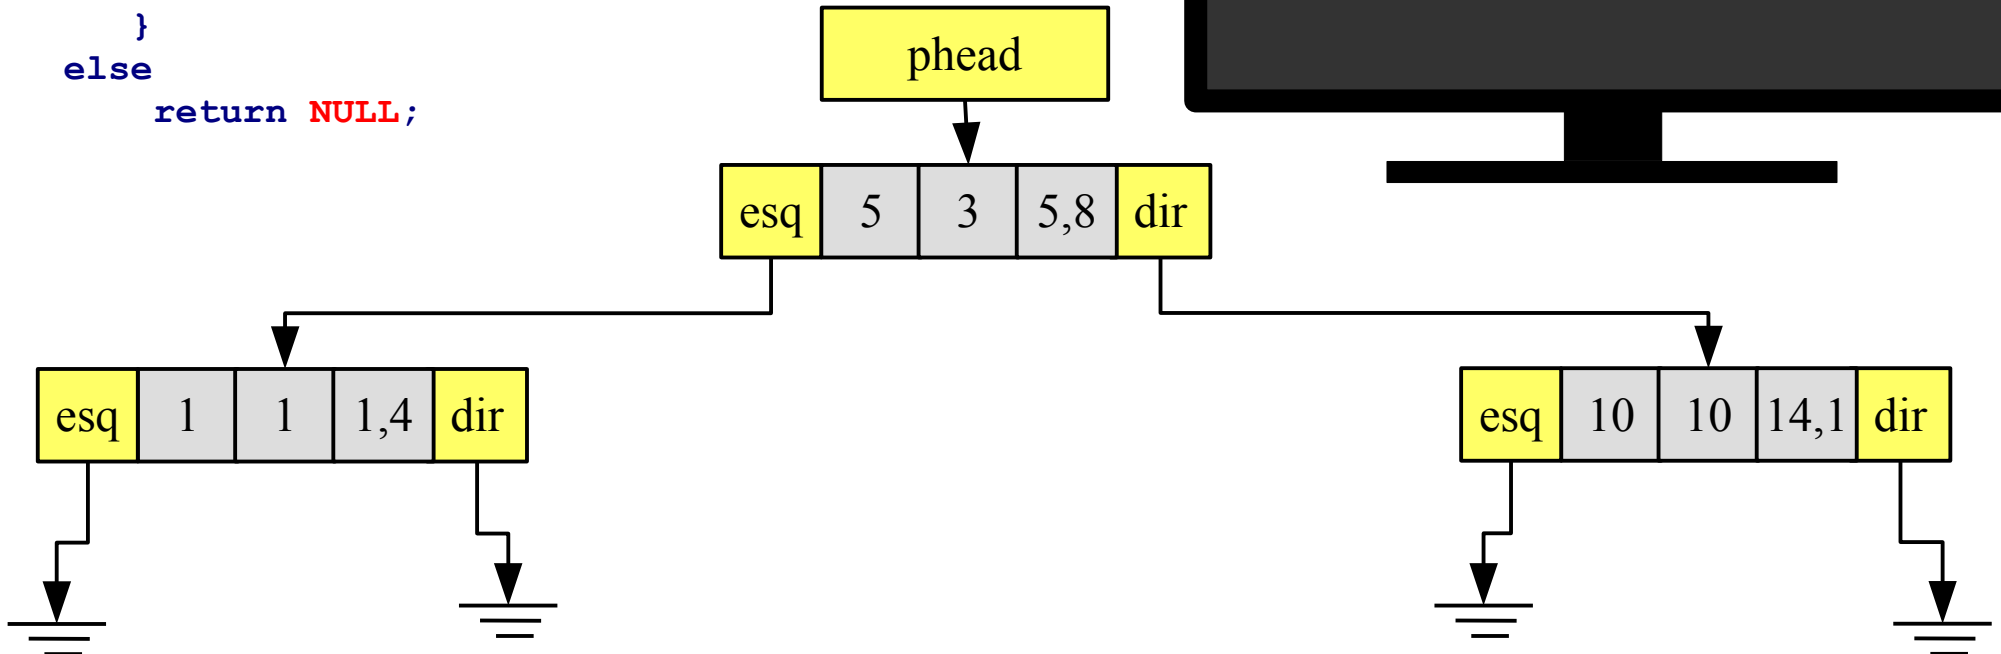 }
else
return NULL;
phead
esq 5 3 5,8 dir
esq 1 1 1,4 dir
esq 10 10 14,1 dir